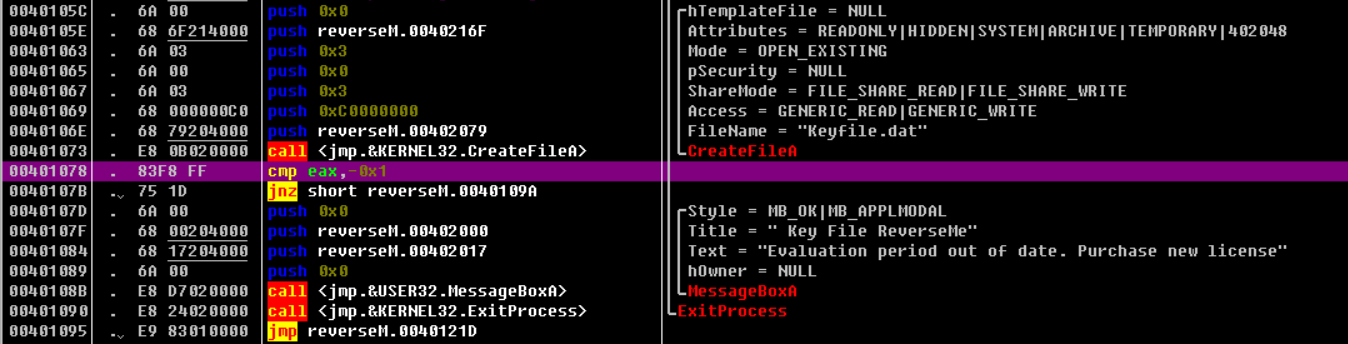 0040105C . 6A 00 push 0x0 hTemplateFile = NULL
0040105E . 68 6F214000 push reverseM.0040216F Attributes = READONLY|HIDDEN|SYSTEM|ARCHIVE|TEMPORARY|402048
00401063 . 6A 03 push 0x3 Mode = OPEN_EXISTING
00401065 . 6A 00 push 0x0 pSecurity = NULL
00401067 . 6A 03 push 0x3 ShareMode = FILE_SHARE_READ|FILE_SHARE_WRITE
00401069 . 68 000000C0 push 0xC0000000 Access = GENERIC_READ|GENERIC_WRITE
0040106E . 68 79204000 push reverseM.00402079 FileName = "Keyfile.dat"
00401073 . E8 0B020000 call <jmp.&KERNEL32.CreateFileA> CreateFileA
00401078 . 83F8 FF cmp eax,-0x1
0040107B .⌄ 75 1D jnz short reverseM.0040109A
0040107D . 6A 00 push 0x0 Style = MB_OK|MB_APPLMODAL
0040107F . 68 00204000 push reverseM.00402000 Title = " Key File ReverseMe"
00401084 . 68 17204000 push reverseM.00402017 Text = "Evaluation period out of date. Purchase new license"
00401089 . 6A 00 push 0x0 hOwner = NULL
0040108B . E8 D7020000 call <jmp.&USER32.MessageBoxA> MessageBoxA
00401090 . E8 24020000 call <jmp.&KERNEL32.ExitProcess> ExitProcess
00401095 .⌄ E9 83010000 jmp reverseM.0040121D